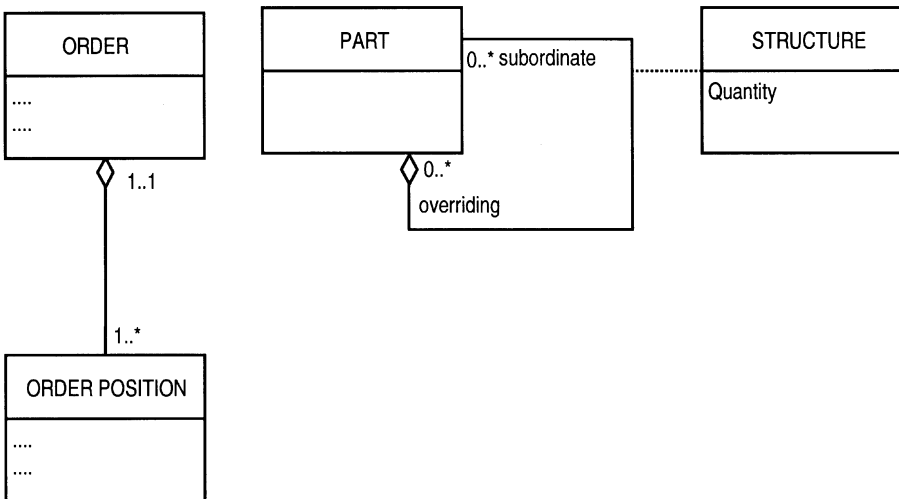 ORDER
....
....
1..1
1..*
ORDER POSITION
....
....
PART
0..* subordinate
0..*
overriding
STRUCTURE
Quantity